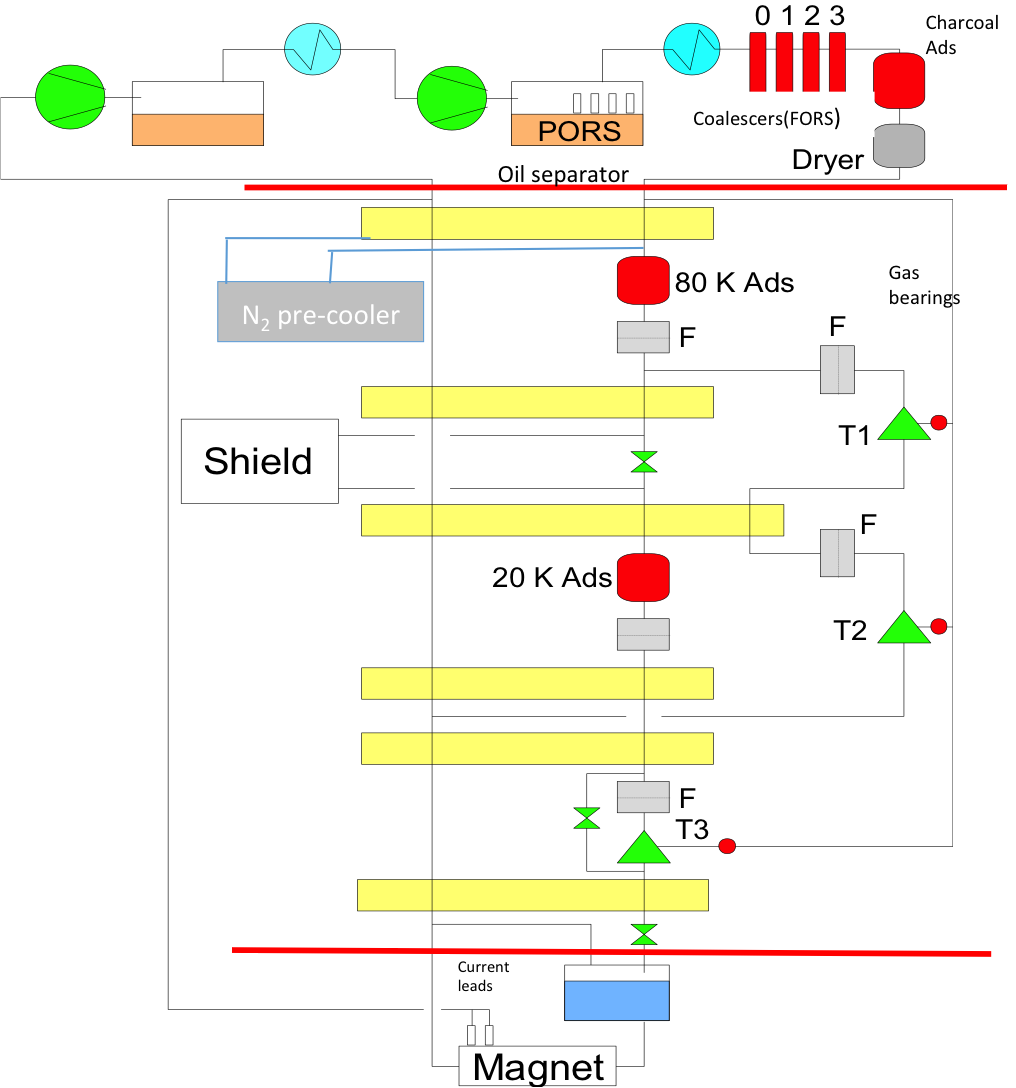 0 1 2 3
Charcoal
Ads
PORS
Coalescers(FORS)
Dryer
Oil separator
80 K Ads
Gas
bearings
N₂ pre-cooler
F
F
T1
Shield
F
20 K Ads
T2
F
T3
Current
leads
Magnet